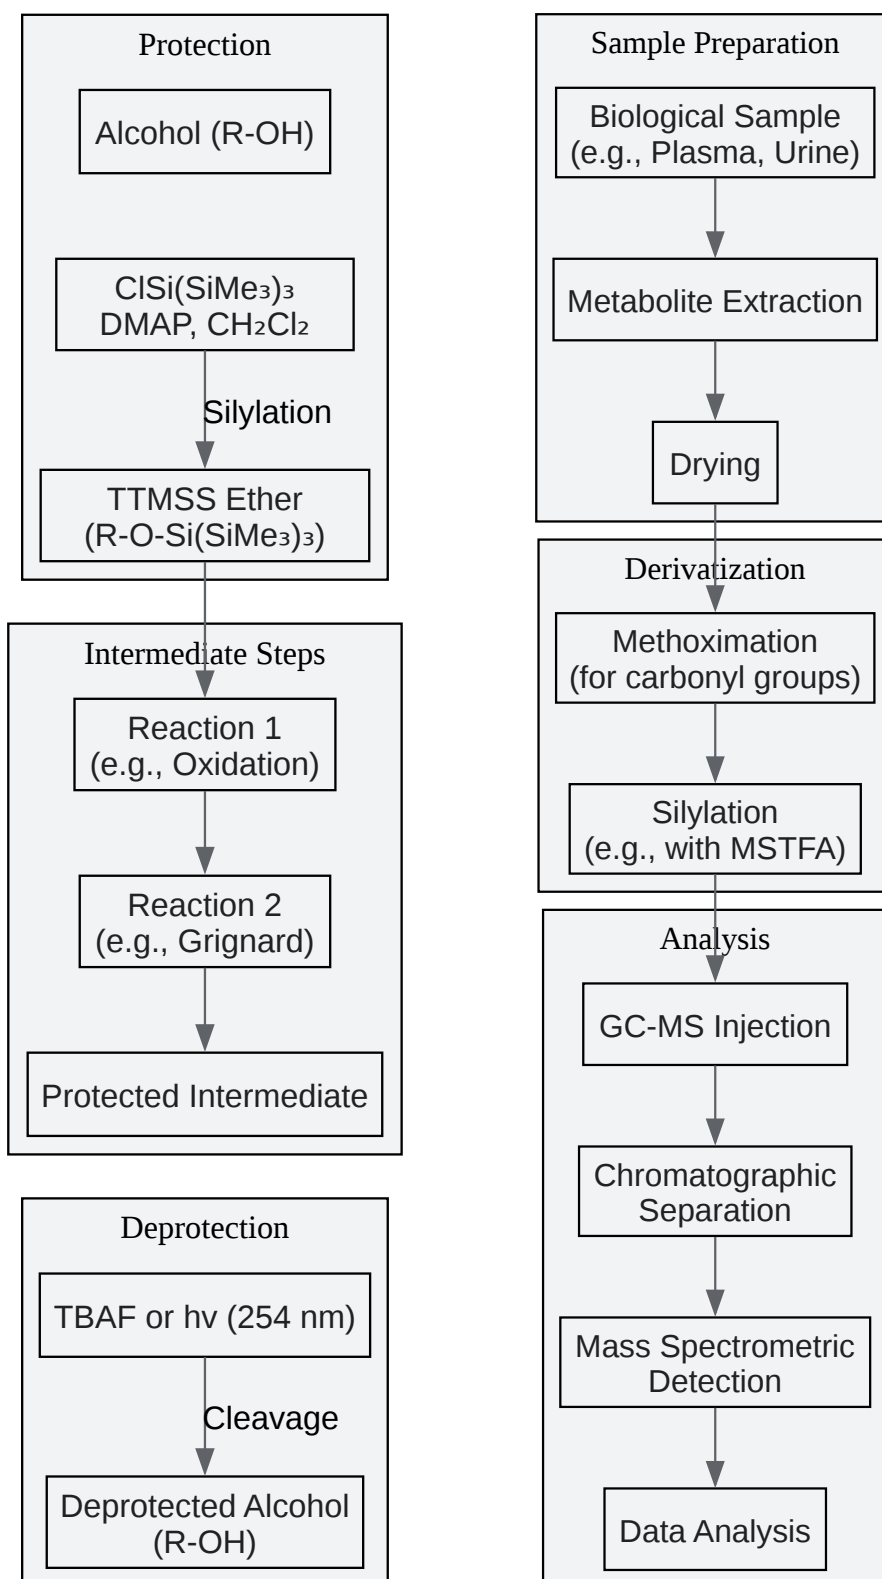 Protection
Alcohol (R-OH)
ClSi(SiMe₃)₃
DMAP, CH₂Cl₂
Silylation
TTMSS Ether
(R-O-Si(SiMe₃)₃)
Intermediate Steps
Reaction 1
(e.g., Oxidation)
Reaction 2
(e.g., Grignard)
Protected Intermediate
Deprotection
TBAF or hv (254 nm)
Cleavage
Deprotected Alcohol
(R-OH)
Sample Preparation
Biological Sample
(e.g., Plasma, Urine)
Metabolite Extraction
Drying
Derivatization
Methoximation
(for carbonyl groups)
Silylation
(e.g., with MSTFA)
Analysis
GC-MS Injection
Chromatographic
Separation
Mass Spectrometric
Detection
Data Analysis